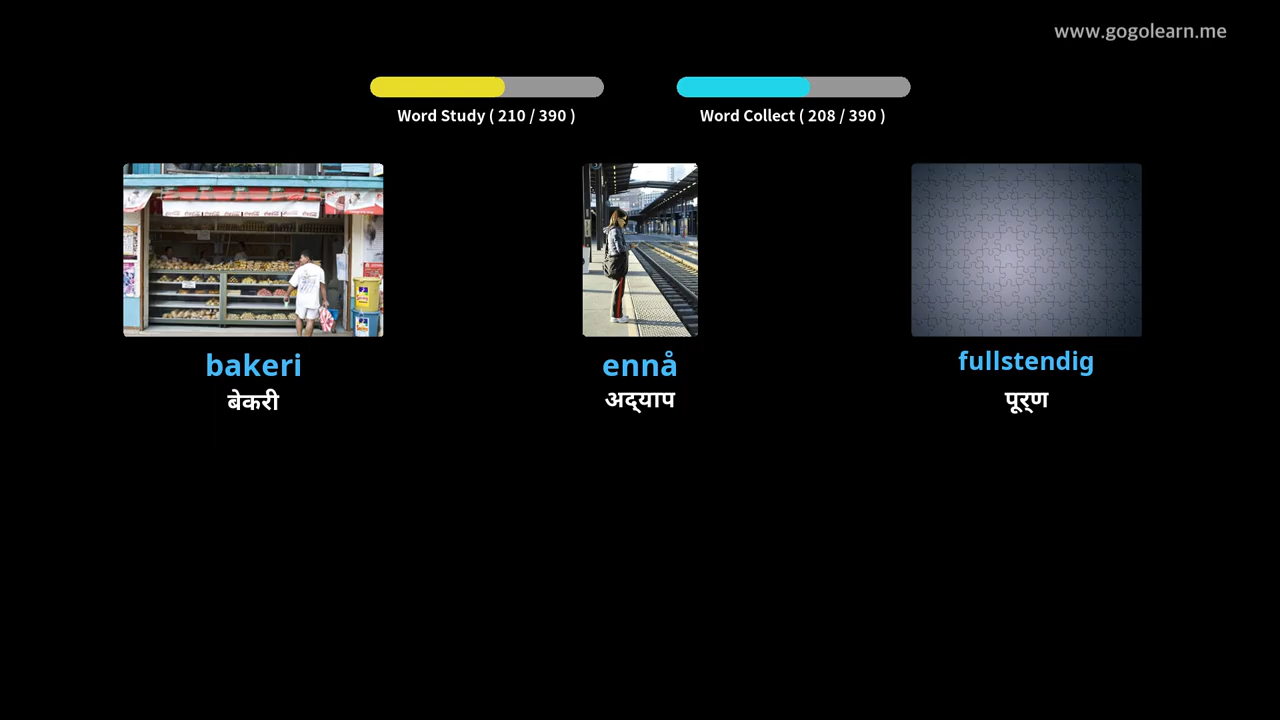 www.gogolearn.me
Word Study ( 210 / 390 )
Word Collect ( 208 / 390 )
bakeri
ennå
fullstendig
बेकरी
अद्याप
पूर्ण